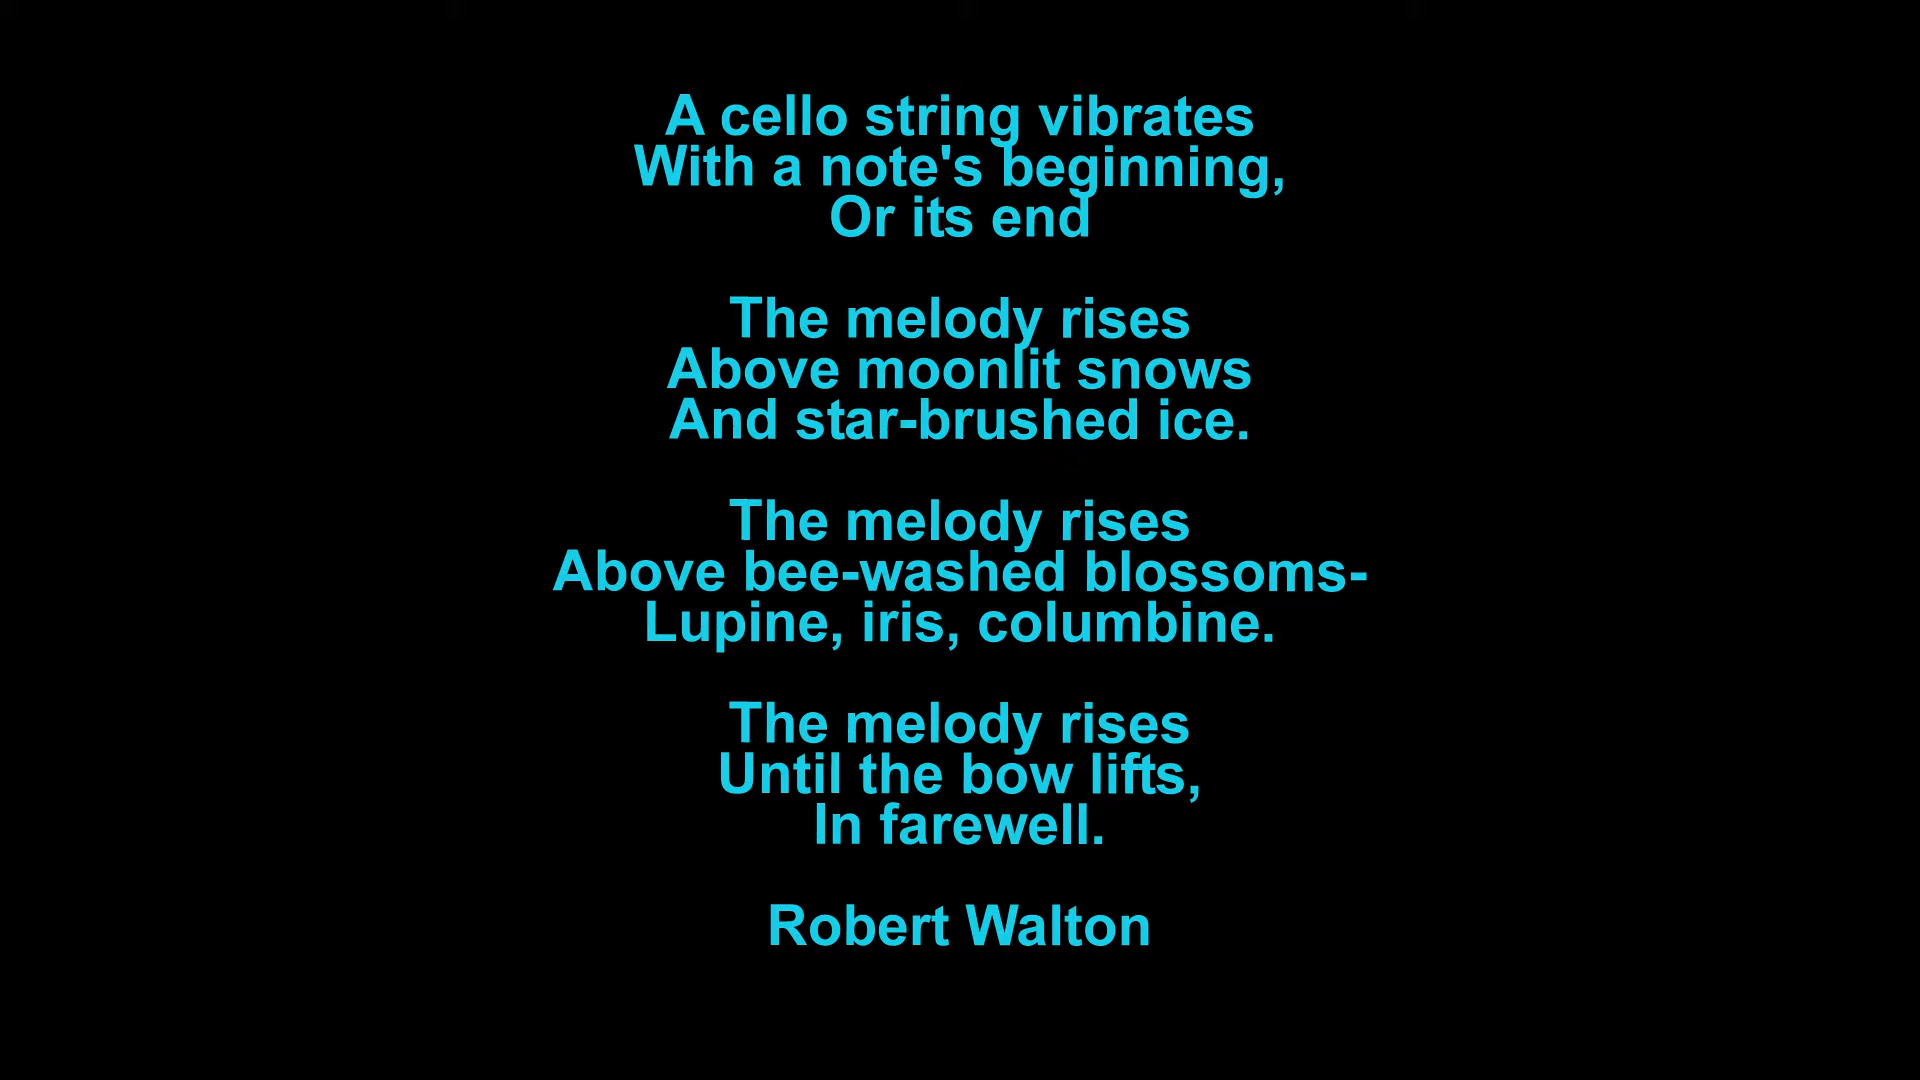 A cello string vibrates
With a note's beginning,
Or its end
The melody rises
Above moonlit snows
And star-brushed ice.
The melody rises
Above bee-washed blossoms-
Lupine, iris, columbine.
The melody rises
Until the bow lifts,
In farewell.
Robert Walton